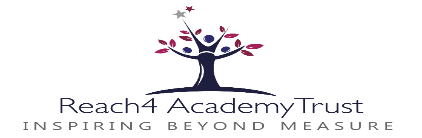 Reach4 AcademyTrust
INSPIRING BEYOND MEASURE